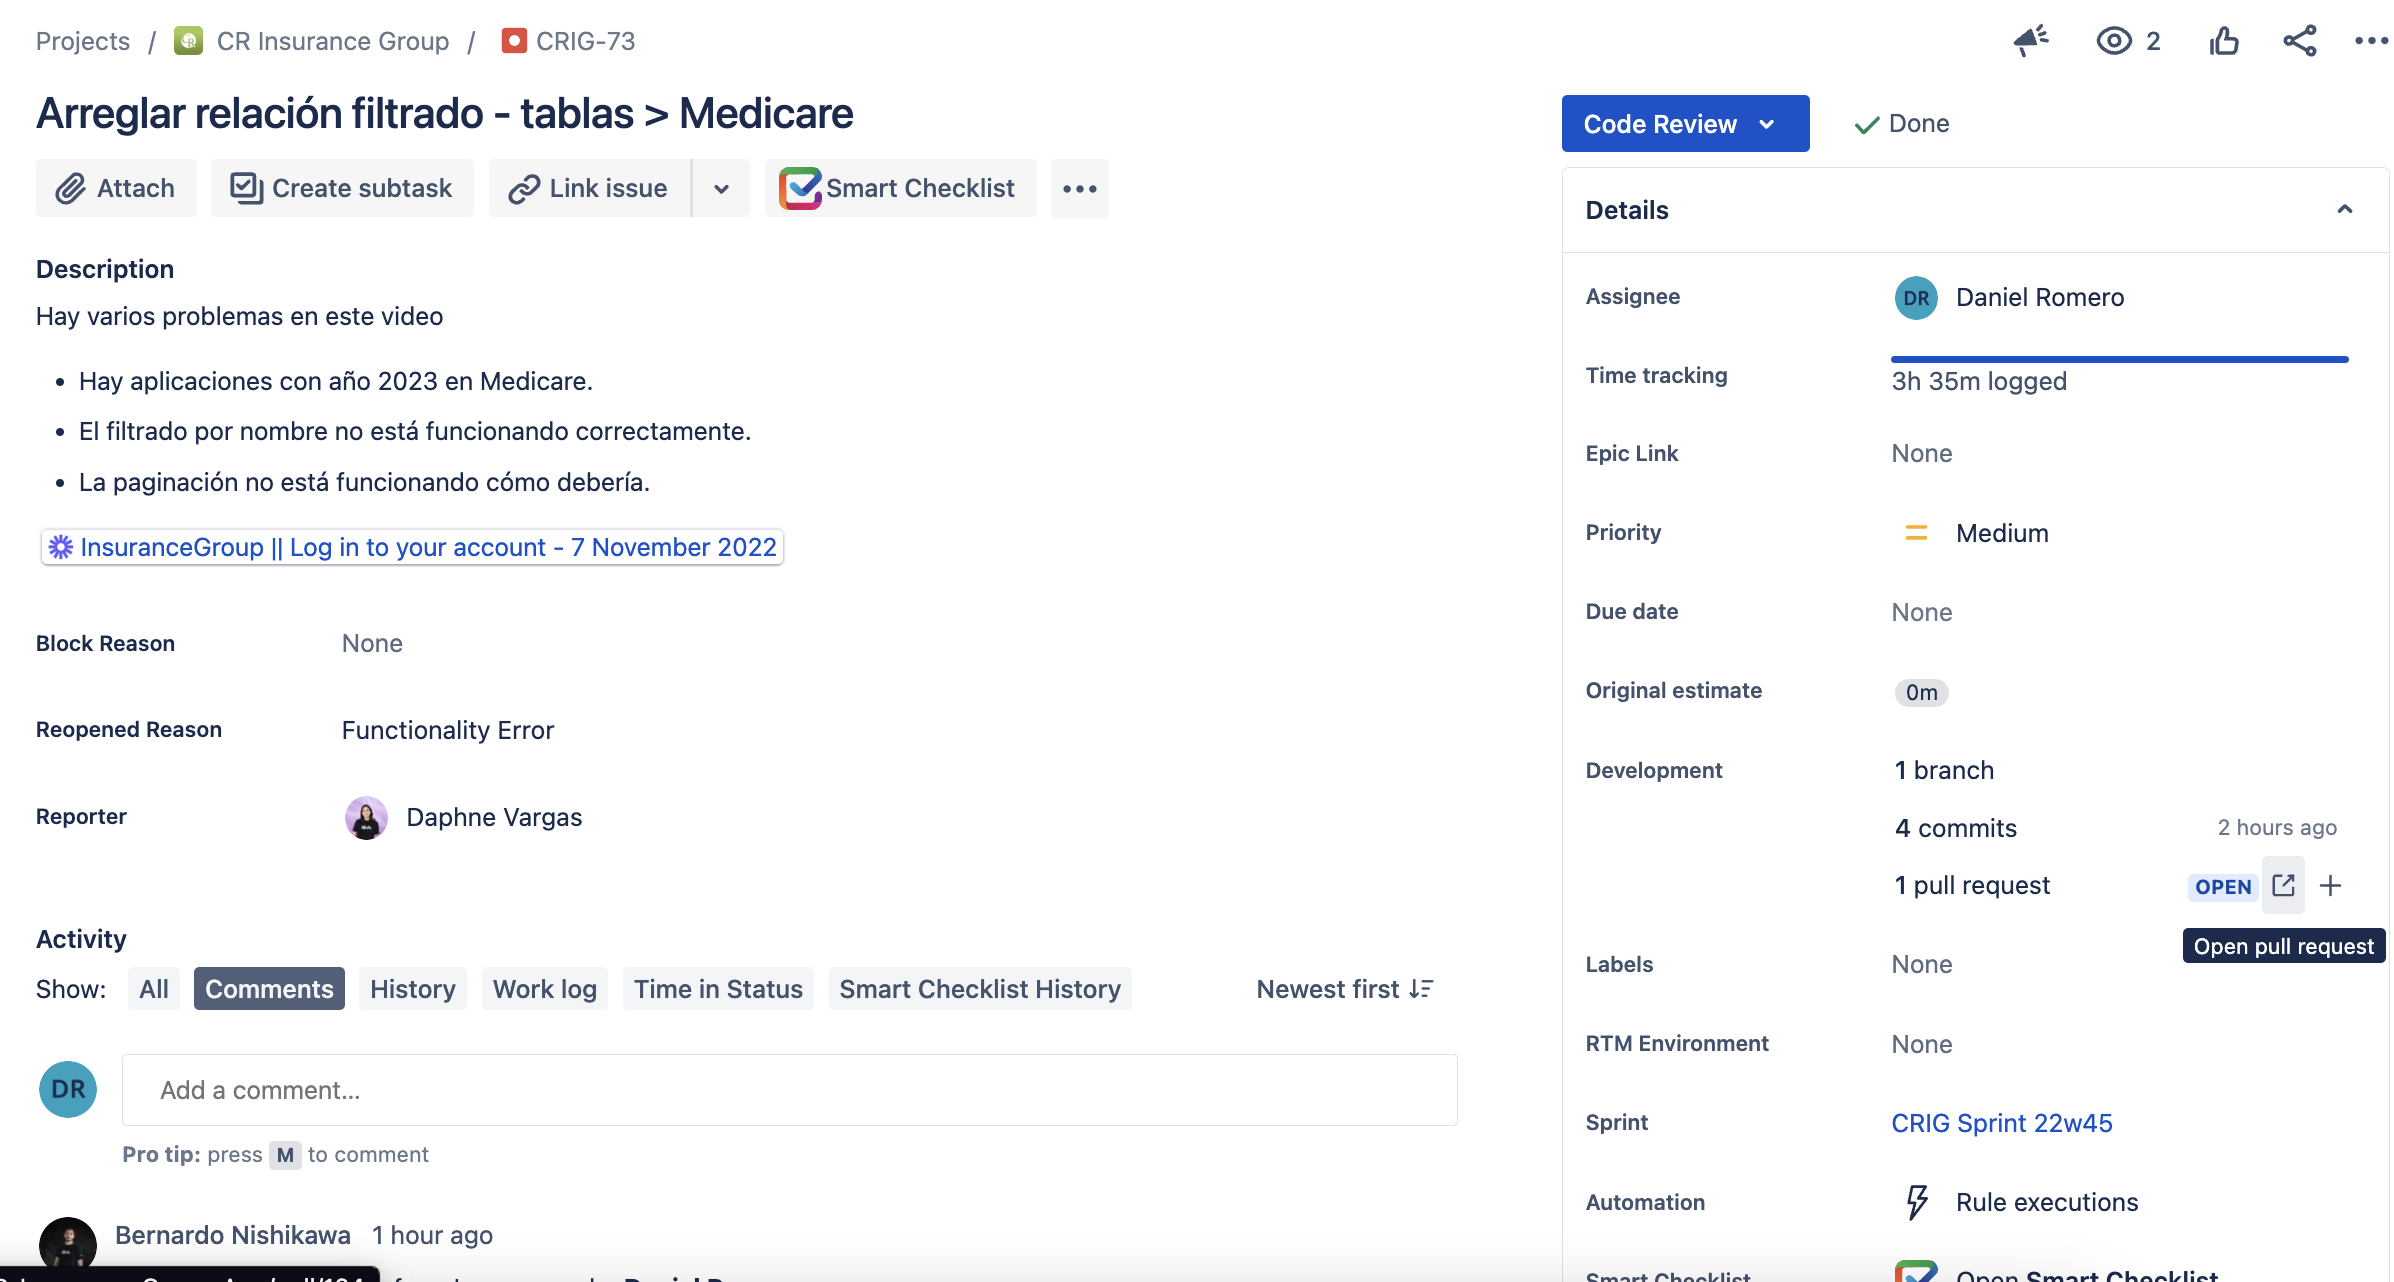 Projects / CR Insurance Group / CRIG-73
2
Arreglar relación filtrado - tablas > Medicare
Code Review
Done
Attach
Create subtask
Link issue
Smart Checklist
Description
Hay varios problemas en este video
• Hay aplicaciones con año 2023 en Medicare.
• El filtrado por nombre no está funcionando correctamente.
• La paginación no está funcionando cómo debería.
InsuranceGroup || Log in to your account - 7 November 2022
Block Reason None
Reopened Reason Functionality Error
Reporter Daphne Vargas
Activity
Show: All Comments History Work log Time in Status Smart Checklist History Newest first
DR Add a comment...
Pro tip: press M to comment
Bernardo Nishikawa 1 hour ago
Details
Assignee DR Daniel Romero
Time tracking 3h 35m logged
Epic Link None
Priority Medium
Due date None
Original estimate 0m
Development 1 branch
4 commits 2 hours ago
1 pull request OPEN
Open pull request
Labels None
RTM Environment None
Sprint CRIG Sprint 22w45
Automation Rule executions
Smart Checklist Open Smart Checklist